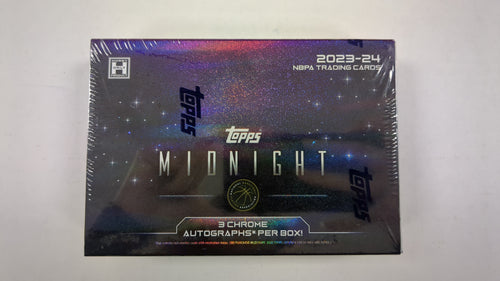 H
2023-24
NBPA TRADING CARDS
topps
topps
MIDNIGHT
topps
3 CHROME
AUTOGRAPHS* PER BOX!